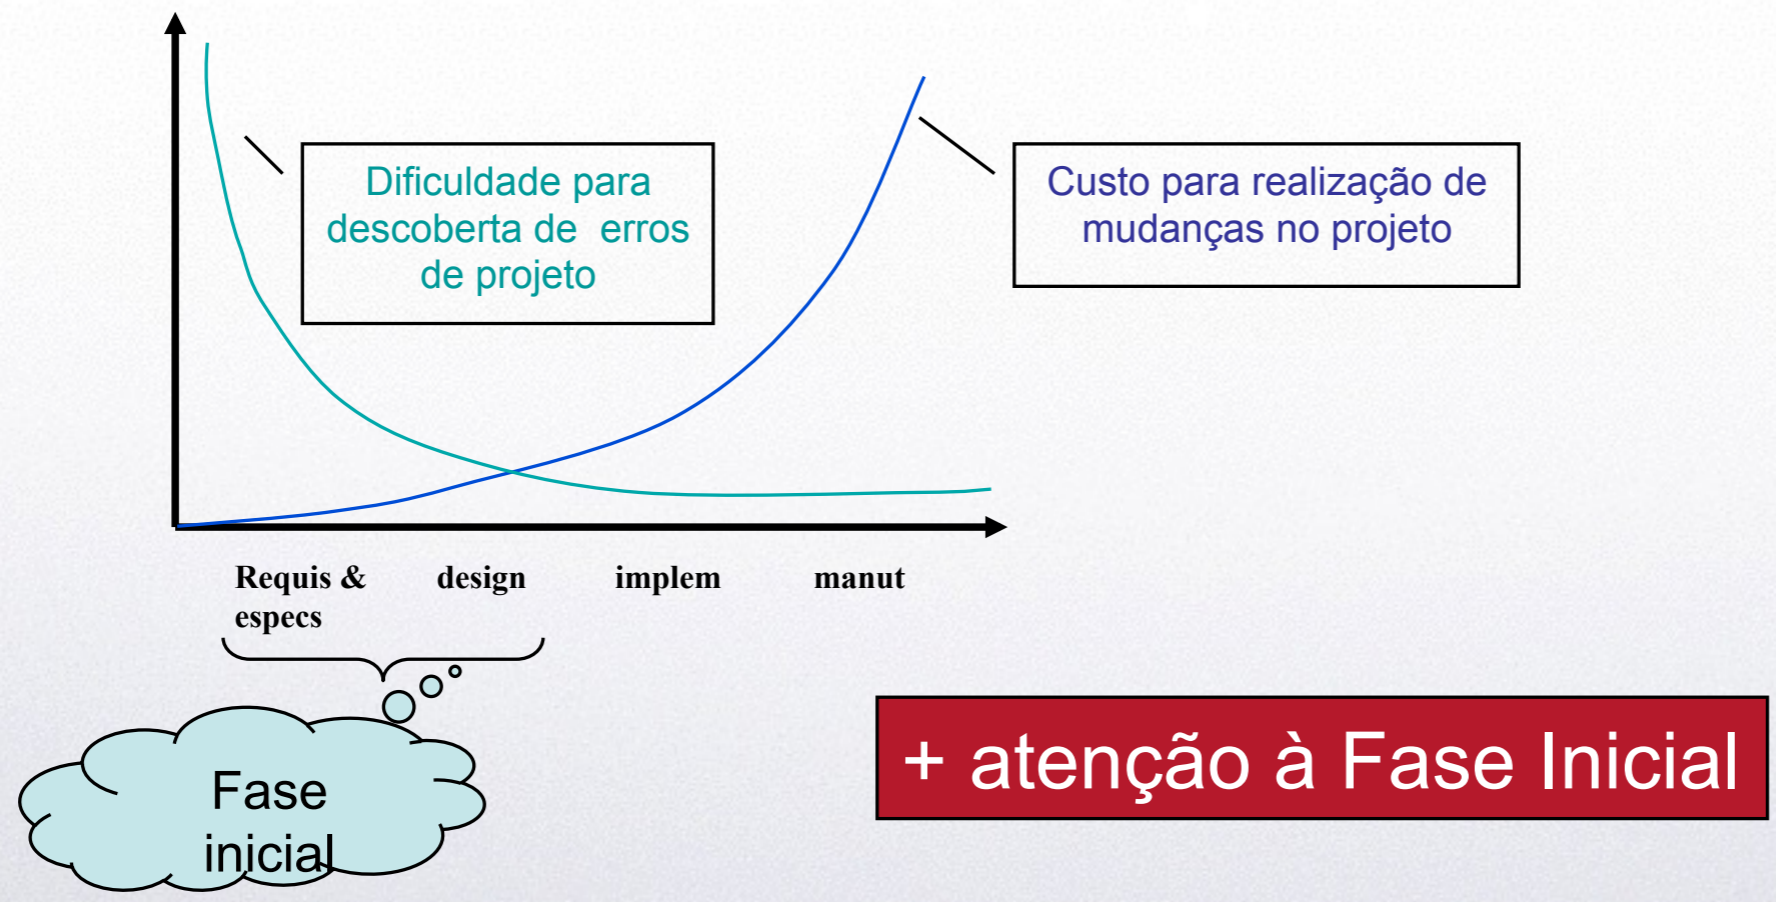 Dificuldade para
descoberta de erros
de projeto
Custo para realização de
mudanças no projeto
Requis & design implem manut
especs
Fase
inicial
+ atenção à Fase Inicial